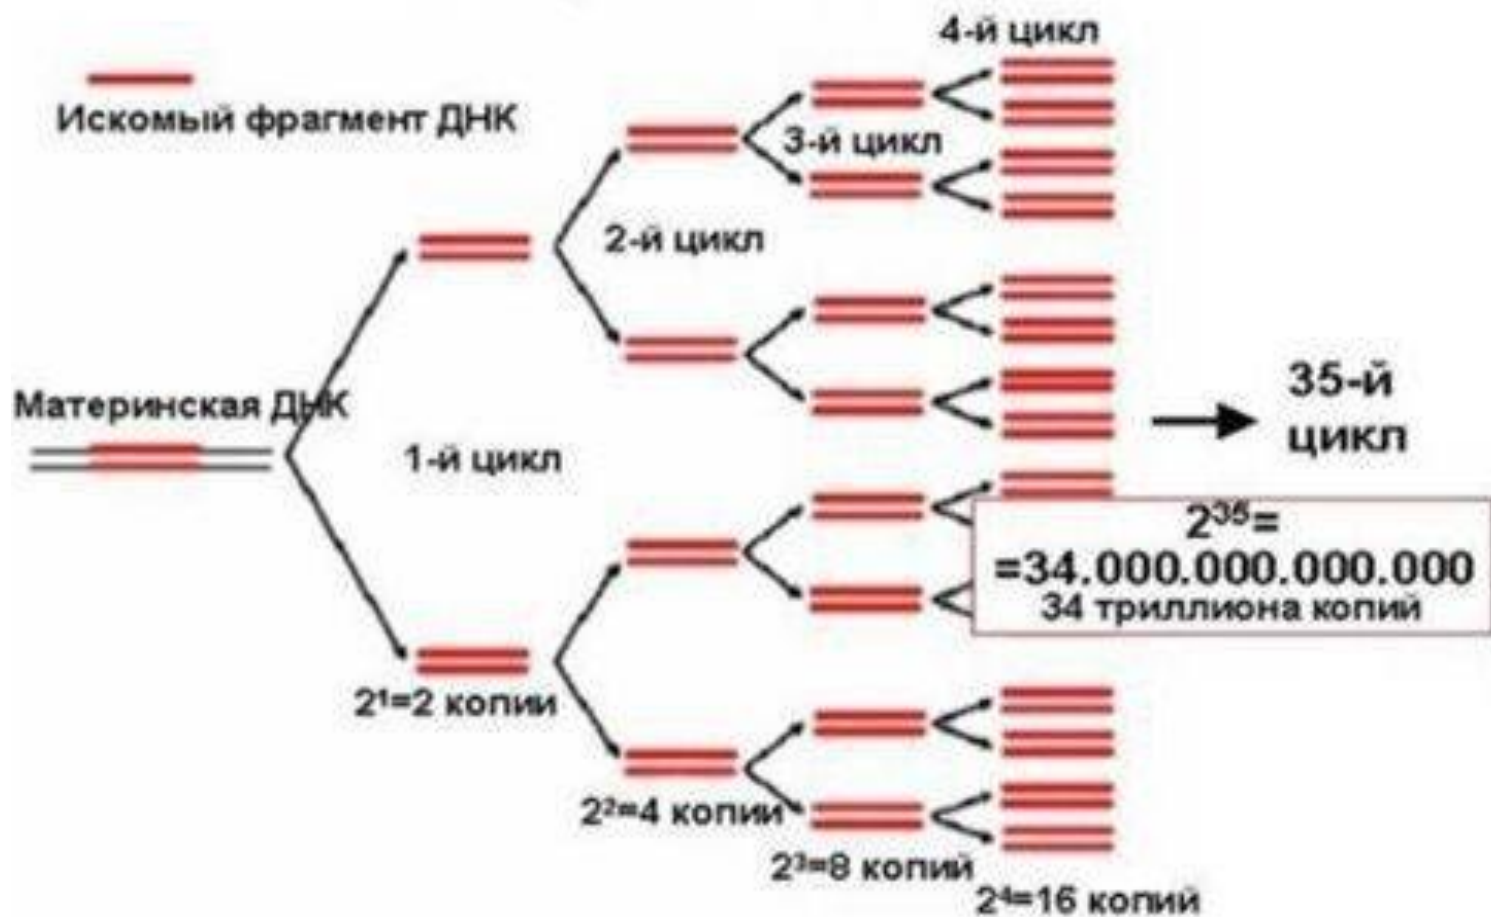 4-й цикл
Искомый фрагмент ДНК
3-й цикл
2-й цикл
Материнская ДНК
35-й
цикл
1-й цикл
2³⁵=
=34.000.000.000.000
34 триллиона копий
2¹=2 копии
2²=4 копии
2³=8 копий
2⁴=16 копий